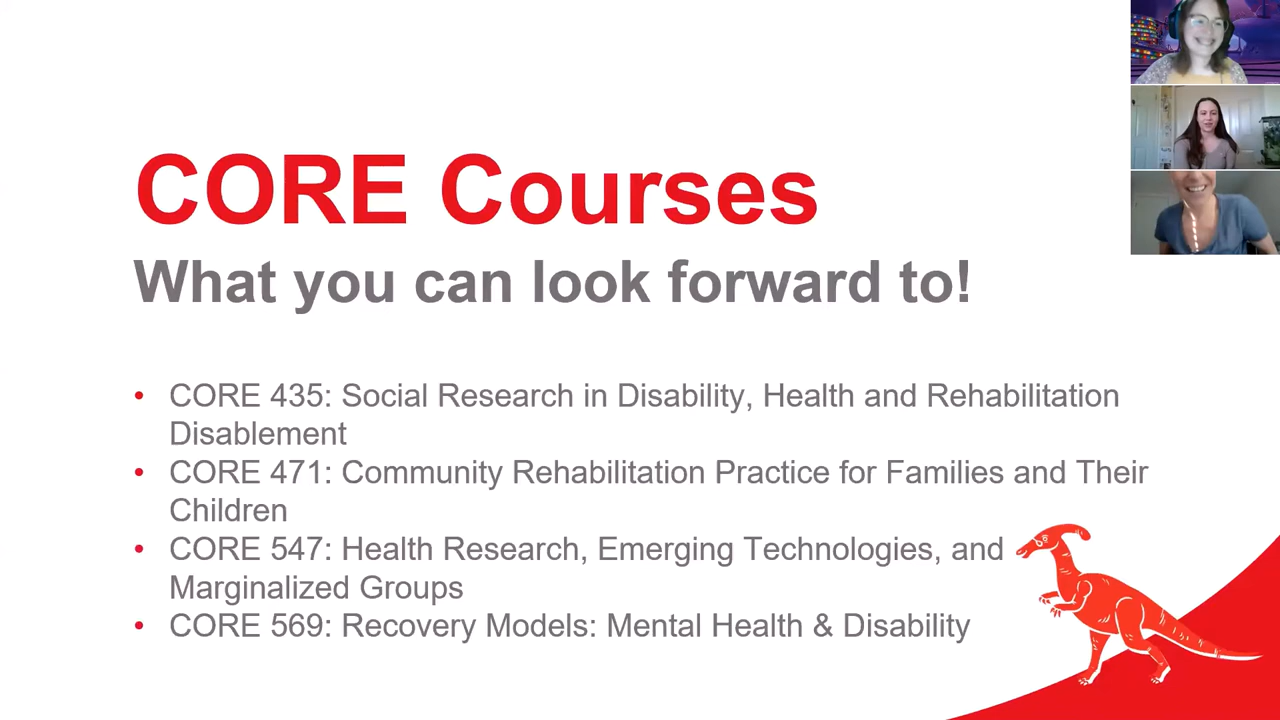 CORE Courses
What you can look forward to!
• CORE 435: Social Research in Disability, Health and Rehabilitation
Disablement
• CORE 471: Community Rehabilitation Practice for Families and Their
Children
• CORE 547: Health Research, Emerging Technologies, and
Marginalized Groups
• CORE 569: Recovery Models: Mental Health & Disability